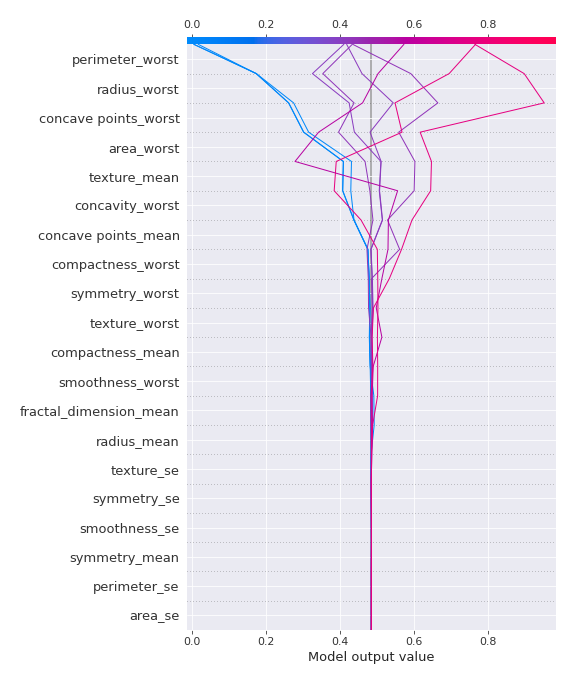 0.0 0.2 0.4 0.6 0.8
perimeter_worst
radius_worst
concave points_worst
area_worst
texture_mean
concavity_worst
concave points_mean
compactness_worst
symmetry_worst
texture_worst
compactness_mean
smoothness_worst
fractal_dimension_mean
radius_mean
texture_se
symmetry_se
smoothness_se
symmetry_mean
perimeter_se
area_se
0.0 0.2 0.4 0.6 0.8
Model output value